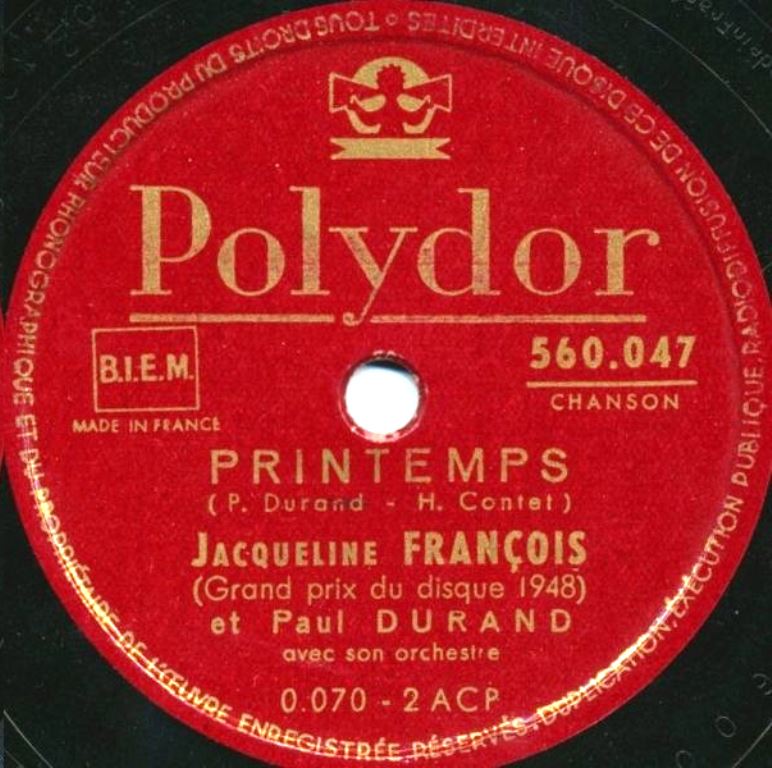 TOUS DROITS DU PRODUCTEUR PHONOGRAPHIQUE ET DU PROPRIÉTAIRE DE L'ŒUVRE ENREGISTRÉE RÉSERVÉS. DUPLICATION, EXÉCUTION PUBLIQUE, RADIODIFFUSION DE CE DISQUE INTERDITES
Polydor
B.I.E.M.
MADE IN FRANCE
560.047
CHANSON
PRINTEMPS
(P. Durand - H. Contet)
JACQUELINE FRANÇOIS
(Grand prix du disque 1948)
et Paul DURAND
avec son orchestre
0.070 - 2 ACP